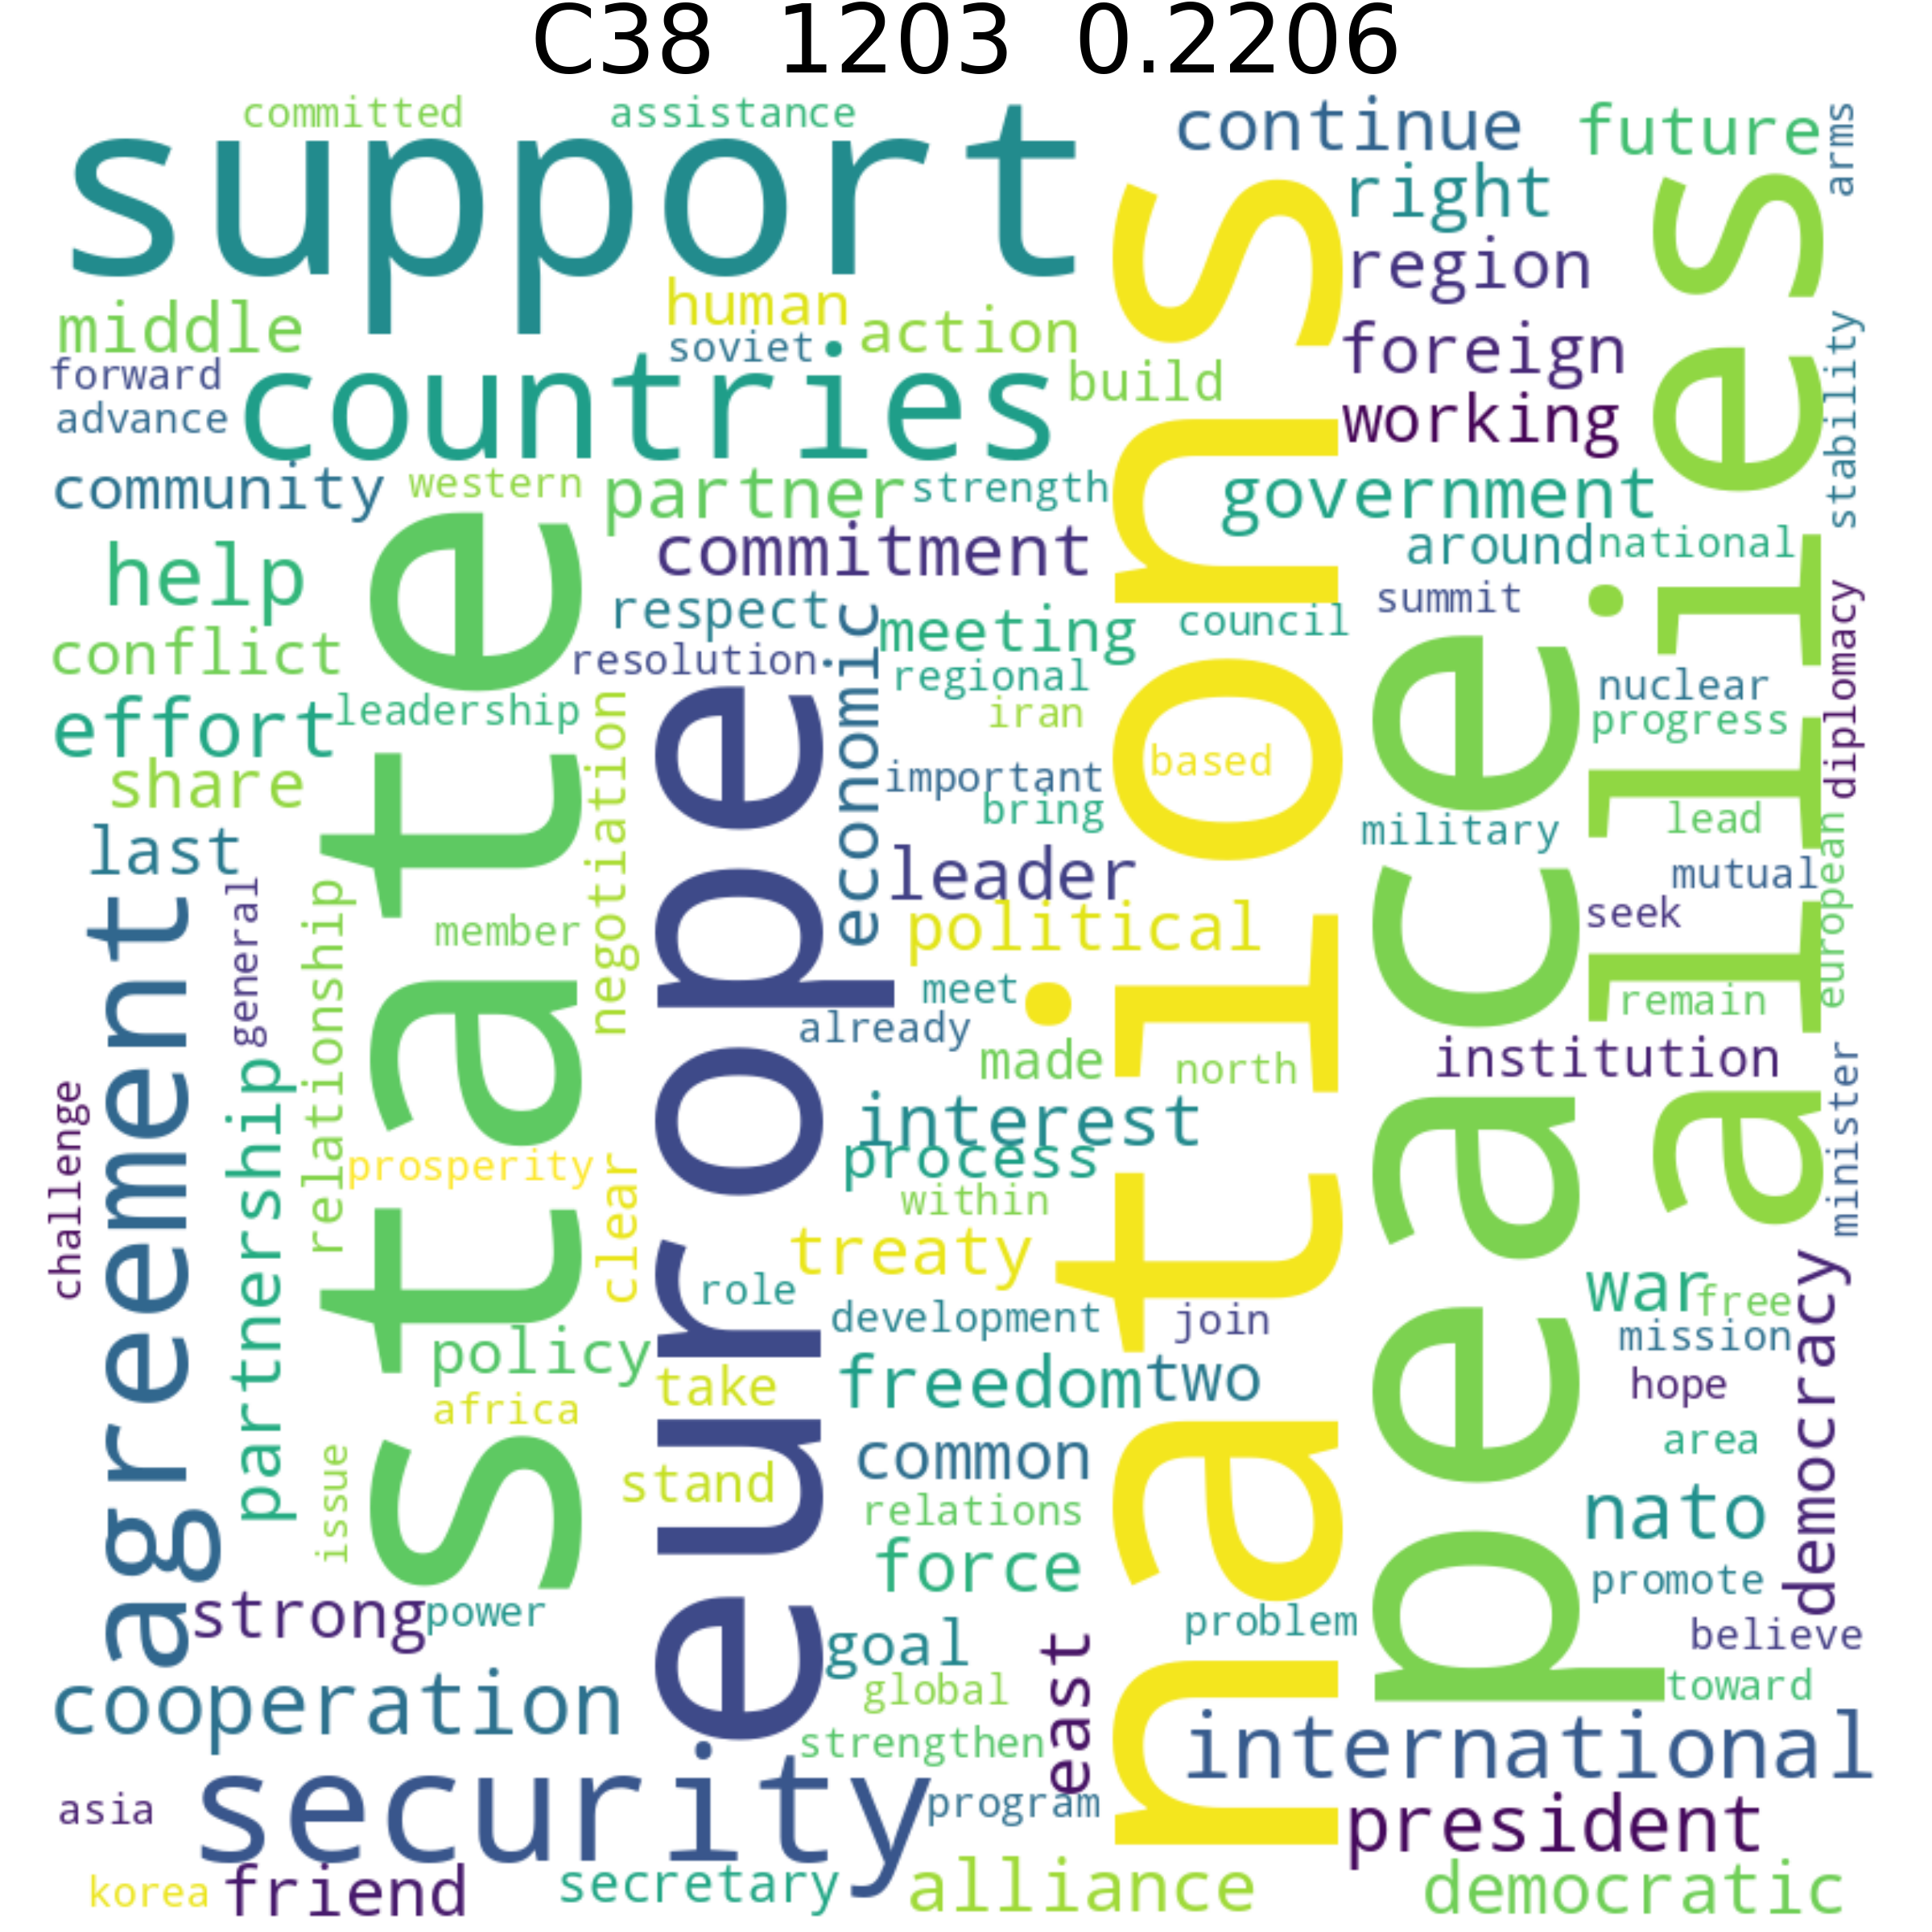 C38 1203 0.2206
committed
assistance
continue
future
arms
support
right
region
nations
allies
middle
human
action
soviet
foreign
stability
forward
countries
build
advance
working
community
western
partner
strength
government
state
commitment
around
national
help
respect
economic
meeting
council
summit
diplomacy
conflict
resolution
regional
peace
nuclear
effort
leadership
negotiation
europe
iran
progress
share
important
based
bring
military
lead
european
last
leader
mutual
agreement
general
relationship
member
political
seek
meet
already
remain
partnership
made
north
institution
minister
challenge
interest
process
prosperity
clear
within
treaty
war
free
democracy
role
development
join
mission
policy
take
freedom
two
hope
africa
area
issue
stand
common
relations
nato
force
promote
strong
power
goal
east
problem
believe
cooperation
global
toward
strengthen
international
asia
security
program
president
korea
friend
secretary
alliance
democratic